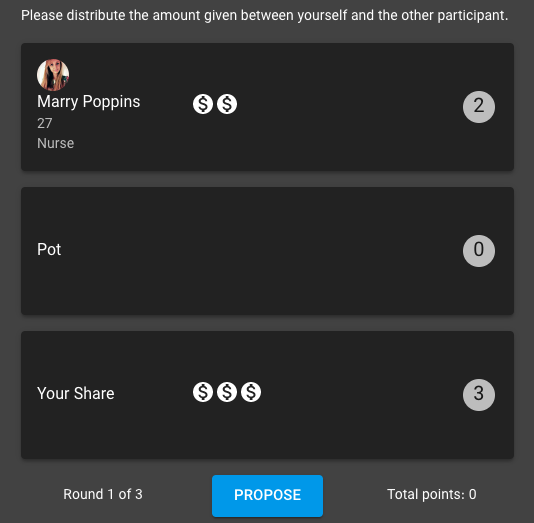 Please distribute the amount given between yourself and the other participant.
Marry Poppins
$ $
2
27
Nurse
Pot
0
Your Share
$ $ $
3
Round 1 of 3
PROPOSE
Total points: 0